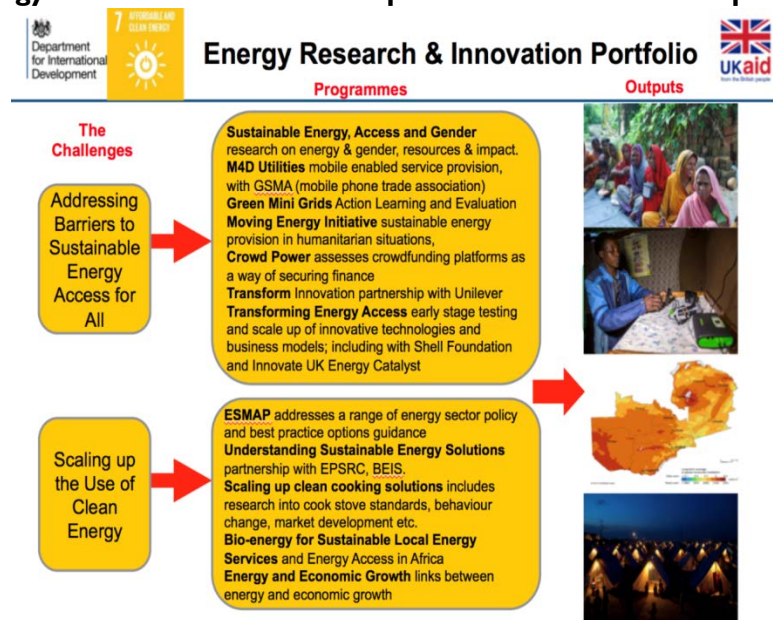 7 AFFORDABLE AND
CLEAN ENERGY
Department
for International
Development
Energy Research & Innovation Portfolio
UKaid
from the British people
Programmes
Outputs
The
Challenges
Addressing
Barriers to
Sustainable
Energy
Access for
All
Sustainable Energy, Access and Gender
research on energy & gender, resources & impact.
M4D Utilities mobile enabled service provision,
with GSMA (mobile phone trade association)
Green Mini Grids Action Learning and Evaluation
Moving Energy Initiative sustainable energy
provision in humanitarian situations,
Crowd Power assesses crowdfunding platforms as
a way of securing finance
Transform Innovation partnership with Unilever
Transforming Energy Access early stage testing
and scale up of innovative technologies and
business models; including with Shell Foundation
and Innovate UK Energy Catalyst
Scaling up
the Use of
Clean
Energy
ESMAP addresses a range of energy sector policy
and best practice options guidance
Understanding Sustainable Energy Solutions
partnership with EPSRC, BEIS.
Scaling up clean cooking solutions includes
research into cook stove standards, behaviour
change, market development etc.
Bio-energy for Sustainable Local Energy
Services and Energy Access in Africa
Energy and Economic Growth links between
energy and economic growth